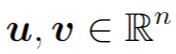 u, v ∈ ℝⁿ